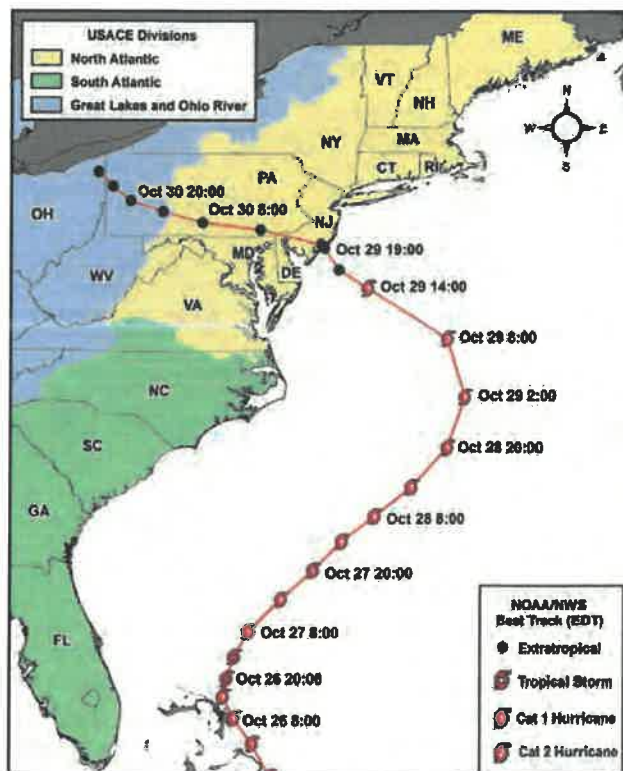 USACE Divisions
North Atlantic
South Atlantic
Great Lakes and Ohio River
ME
VT
NH
NY
MA
CT
RI
N
W
E
S
PA
NJ
OH
MD
DE
WV
VA
NC
SC
GA
FL
Oct 30 20:00
Oct 30 8:00
Oct 29 19:00
Oct 29 14:00
Oct 29 8:00
Oct 29 2:00
Oct 28 20:00
Oct 28 8:00
Oct 27 20:00
Oct 27 8:00
Oct 26 20:00
Oct 26 8:00
NOAA/NWS
Best Track (EDT)
Extratropical
Tropical Storm
Cat 1 Hurricane
Cat 2 Hurricane